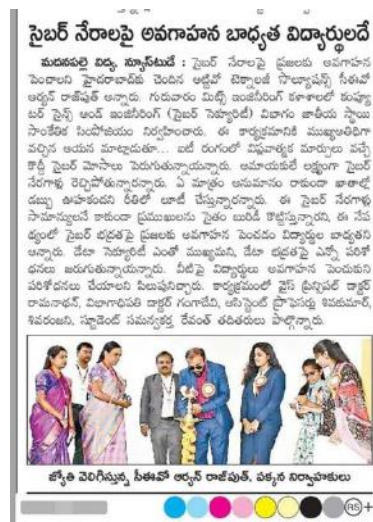 సైబర్ నేరాలపై అవగాహన బాధ్యత విద్యార్థులదే
మదనపల్లె విద్య, న్యూస్‌టుడే : సైబర్ నేరాలపై ప్రజలకు అవగాహన
పెంచాలని హైదరాబాద్‌కు చెందిన ఆట్టివో టెక్నాలజీ సొల్యూషన్స్ సీఈవో
ఆర్యన్ రాజ్‌పుత్ అన్నారు. గురువారం మిట్స్ ఇంజినీరింగ్ కళాశాలలో కంప్యూ
టర్ సైన్స్ అండ్ ఇంజినీరింగ్ (సైబర్ సెక్యూరిటీ) విభాగం జాతీయ స్థాయి
సాంకేతిక సింపోజియం నిర్వహించారు. ఈ కార్యక్రమానికి ముఖ్యఅతిథిగా
వచ్చిన ఆయన మాట్లాడుతూ... ఐటీ రంగంలో విప్లవాత్మక మార్పులు వచ్చే
కొద్దీ సైబర్ మోసాలు పెరుగుతున్నాయన్నారు. అమాయకులే లక్ష్యంగా సైబర్
నేరగాళ్లు రెచ్చిపోతున్నారన్నారు. ఏ మాత్రం అనుమానం రాకుండా ఖాతాల్లో
డబ్బు ఊహకందని రీతిలో లూటీ చేస్తున్నారన్నారు. ఈ సైబర్ నేరగాళ్లు
సామాన్యులనే కాకుండా ప్రముఖులను సైతం బురిడీ కొట్టిస్తున్నారని, ఈ నేప
థ్యంలో సైబర్ భద్రతపై ప్రజలకు అవగాహన పెంచడం విద్యార్థుల బాధ్యతని
అన్నారు. డేటా సెక్యూరిటీ ఎంతో ముఖ్యమని, డేటా భద్రతపై ఎన్నో పరిశో
ధనలు జరుగుతున్నాయన్నారు. వీటిపై విద్యార్థులు అవగాహన పెంచుకుని
పరిశోధనలు చేయాలని పిలుపునిచ్చారు. కార్యక్రమంలో వైస్ ప్రిన్సిపల్ డాక్టర్
రామనాథన్, విభాగాధిపతి డాక్టర్ గంగాదేవి, అసిస్టెంట్ ప్రొఫెసర్లు శివకుమార్,
శివరంజని, స్టూడెంట్ సమన్వయకర్త రేవంత్ తదితరులు పాల్గొన్నారు.
జ్యోతి వెలిగిస్తున్న సీఈవో ఆర్యన్ రాజ్‌పుత్, పక్కన నిర్వాహకులు
RS